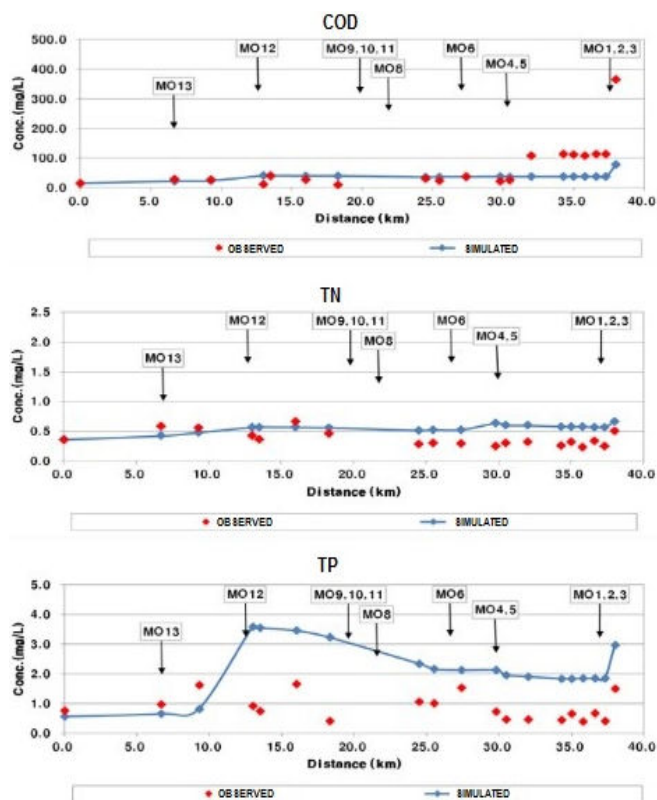 COD
500.0
400.0
300.0
200.0
100.0
0.0
Conc.(mg/L)
MO13
MO12
MO9,10,11
MO8
MO6
MO4,5
MO1,2,3
0.0 5.0 10.0 15.0 20.0 25.0 30.0 35.0 40.0
Distance (km)
OBSERVED SIMULATED
TN
2.5
2.0
1.5
1.0
0.5
0.0
Conc.(mg/L)
MO13
MO12
MO9,10,11
MO8
MO6
MO4,5
MO1,2,3
0.0 5.0 10.0 15.0 20.0 25.0 30.0 35.0 40.0
Distance (km)
OBSERVED SIMULATED
TP
5.0
4.0
3.0
2.0
1.0
0.0
Conc.(mg/L)
MO13
MO12
MO9,10,11
MO8
MO6
MO4,5
MO1,2,3
0.0 5.0 10.0 15.0 20.0 25.0 30.0 35.0 40.0
Distance (km)
OBSERVED SIMULATED